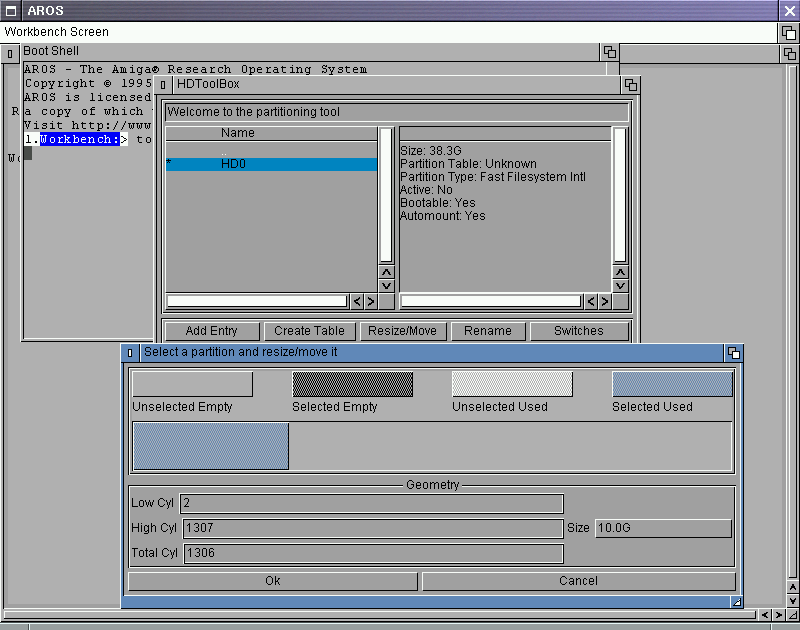 AROS
Workbench Screen
Boot Shell
AROS - The Amiga® Research Operating System
Copyright © 1995
AROS is licensed
a copy of which
Visit http://www
1.Workbench:> to
HDToolBox
Welcome to the partitioning tool
Name
..
* HD0
Size: 38.3G
Partition Table: Unknown
Partition Type: Fast Filesystem Intl
Active: No
Bootable: Yes
Automount: Yes
Add Entry
Create Table
Resize/Move
Rename
Switches
Select a partition and resize/move it
Unselected Empty
Selected Empty
Unselected Used
Selected Used
Geometry
Low Cyl 2
High Cyl 1307 Size 10.0G
Total Cyl 1306
Ok
Cancel